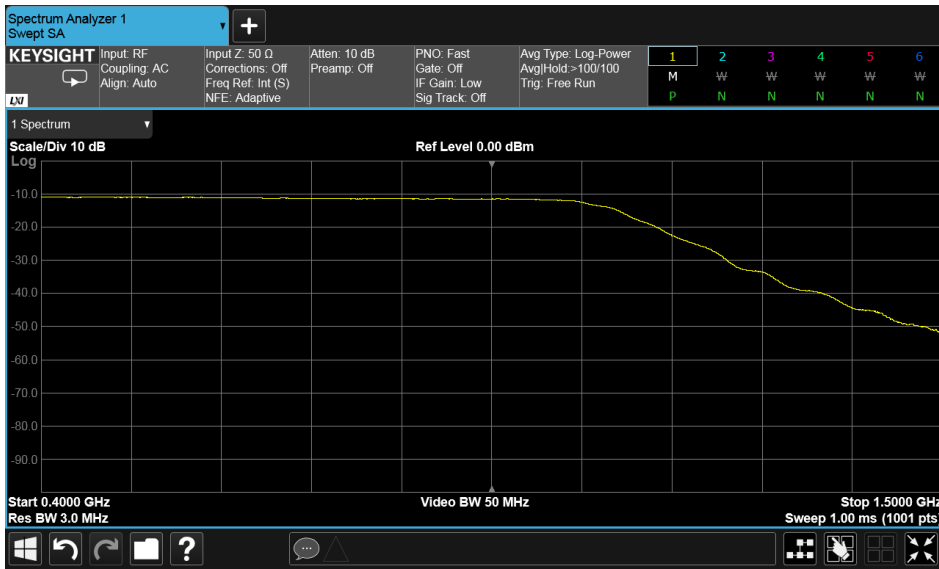 Spectrum Analyzer 1
Swept SA
+
KEYSIGHT
LXI
Input: RF
Coupling: AC
Align: Auto
Input Z: 50 Ω
Corrections: Off
Freq Ref: Int (S)
NFE: Adaptive
Atten: 10 dB
Preamp: Off
PNO: Fast
Gate: Off
IF Gain: Low
Sig Track: Off
Avg Type: Log-Power
Avg|Hold:>100/100
Trig: Free Run
1 2 3 4 5 6
M W W W W W
P N N N N N
1 Spectrum
Scale/Div 10 dB
Ref Level 0.00 dBm
Log
-10.0
-20.0
-30.0
-40.0
-50.0
-60.0
-70.0
-80.0
-90.0
Start 0.4000 GHz
Video BW 50 MHz
Stop 1.5000 GHz
Res BW 3.0 MHz
Sweep 1.00 ms (1001 pts)
?